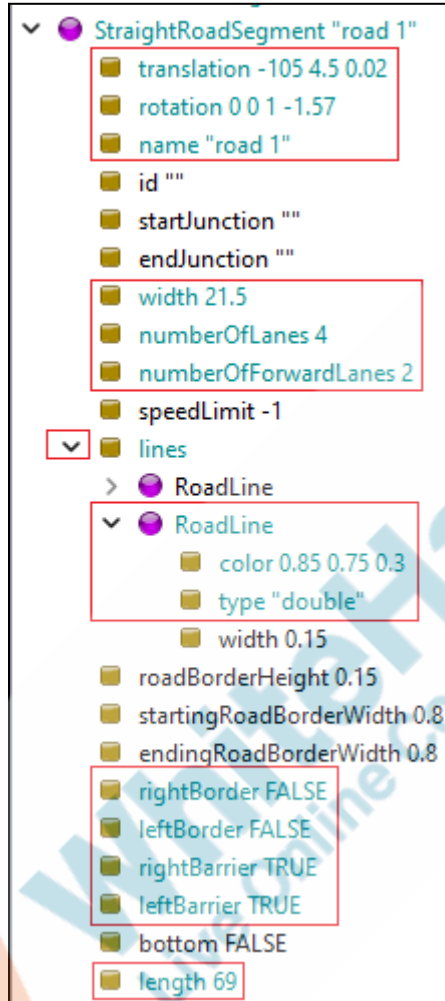 StraightRoadSegment "road 1"
translation -105 4.5 0.02
rotation 0 0 1 -1.57
name "road 1"
id ""
startJunction ""
endJunction ""
width 21.5
numberOfLanes 4
numberOfForwardLanes 2
speedLimit -1
lines
RoadLine
RoadLine
color 0.85 0.75 0.3
type "double"
width 0.15
roadBorderHeight 0.15
startingRoadBorderWidth 0.8
endingRoadBorderWidth 0.8
rightBorder FALSE
leftBorder FALSE
rightBarrier TRUE
leftBarrier TRUE
bottom FALSE
length 69
WhiteHa
Live Online C